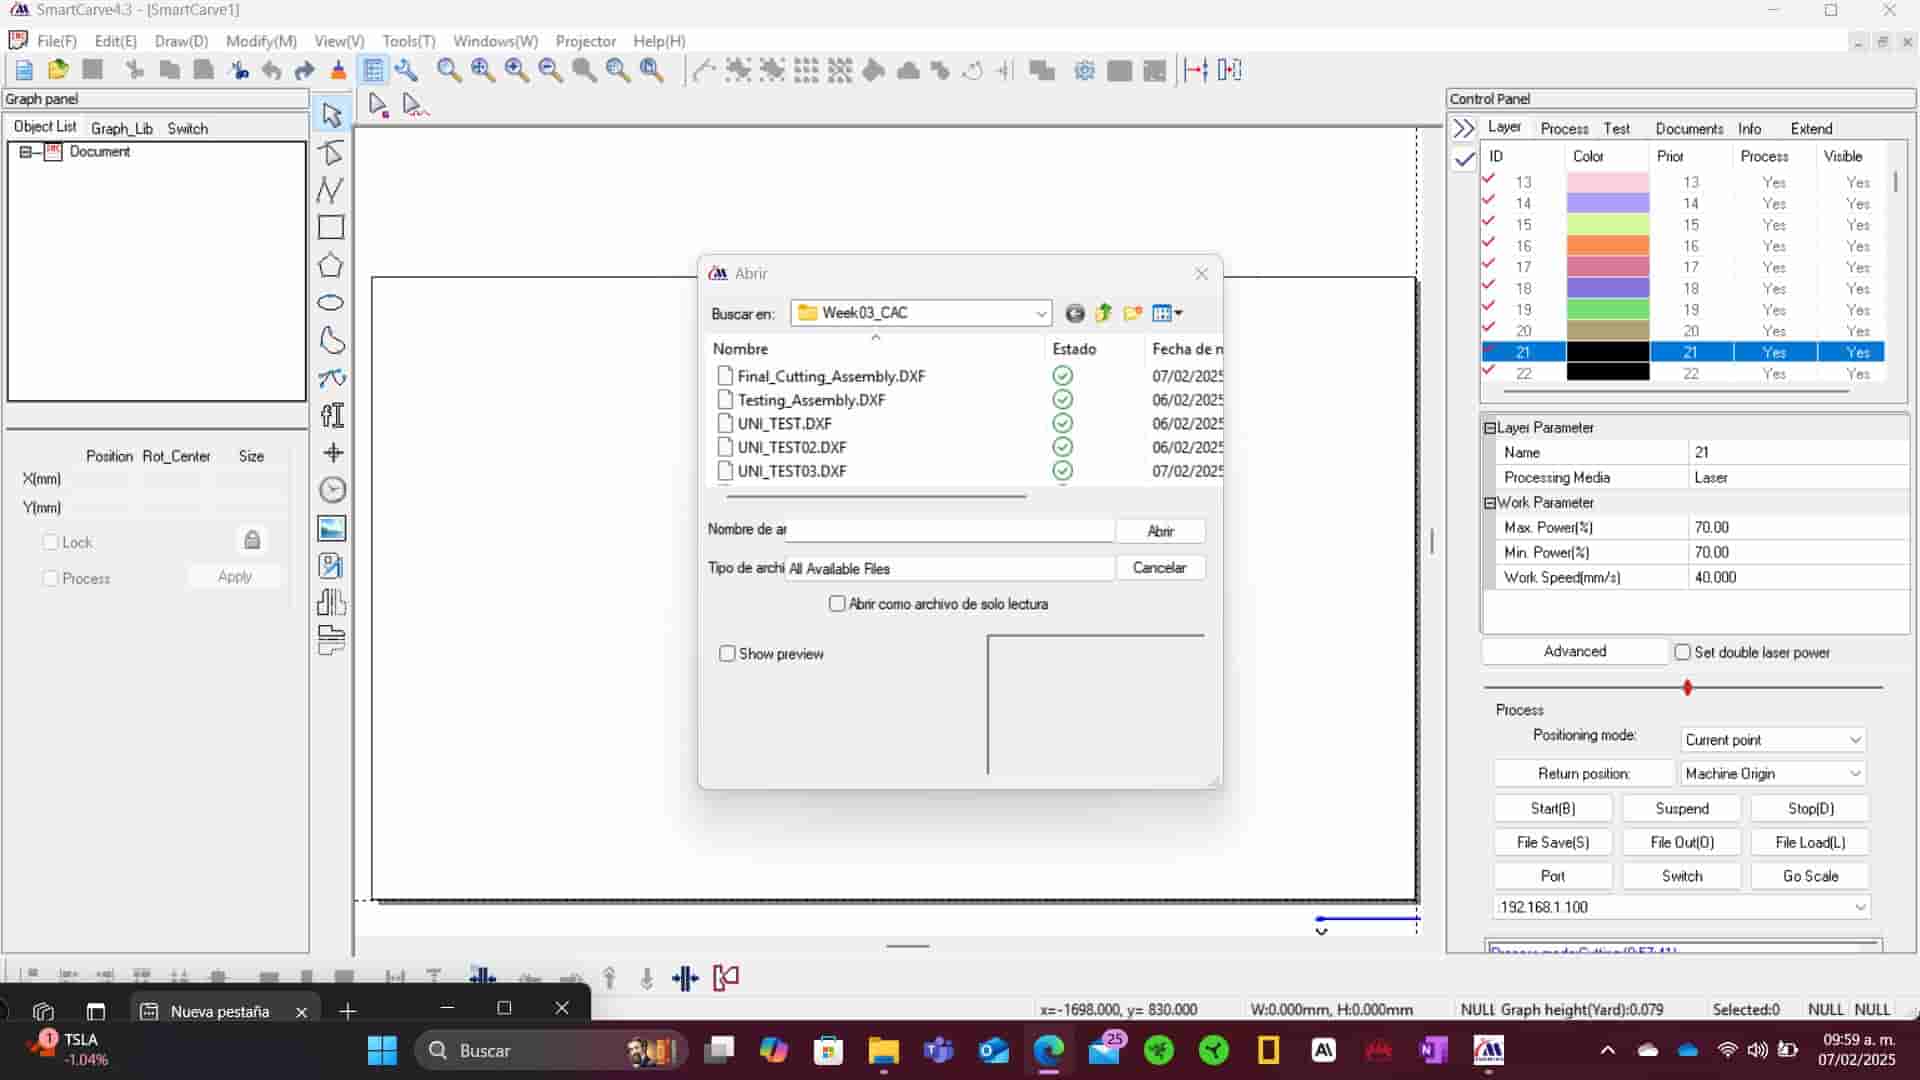 SmartCarve4.3 - [SmartCarve1]
File(F) Edit(E) Draw(D) Modify(M) View(V) Tools(T) Windows(W) Projector Help(H)
Graph panel
Object List Graph_Lib Switch
Document
Position Rot_Center Size
X(mm)
Y(mm)
Lock
Process Apply
Abrir
Buscar en: Week03_CAC
Nombre Estado Fecha de n
Final_Cutting_Assembly.DXF 07/02/2025
Testing_Assembly.DXF 06/02/2025
UNI_TEST.DXF 06/02/2025
UNI_TEST02.DXF 06/02/2025
UNI_TEST03.DXF 07/02/2025
Nombre de ar Abrir
Tipo de archi All Available Files Cancelar
Abrir como archivo de solo lectura
Show preview
Control Panel
Layer Process Test Documents Info Extend
ID Color Prior Process Visible
13 13 Yes Yes
14 14 Yes Yes
15 15 Yes Yes
16 16 Yes Yes
17 17 Yes Yes
18 18 Yes Yes
19 19 Yes Yes
20 20 Yes Yes
21 21 Yes Yes
22 22 Yes Yes
Layer Parameter
Name 21
Processing Media Laser
Work Parameter
Max. Power(%) 70.00
Min. Power(%) 70.00
Work Speed(mm/s) 40.000
Advanced Set double laser power
Process
Positioning mode: Current point
Return position: Machine Origin
Start(B) Suspend Stop(D)
File Save(S) File Out(O) File Load(L)
Port Switch Go Scale
:192.168.1.100
Process mode:Cutting(9:57:41)
x=-1698.000, y= 830.000 W:0.000mm, H:0.000mm NULL Graph height(Yard):0.079 Selected:0 NULL NULL
Nueva pestaña
1 TSLA
-1.04%
Buscar
25
09:59 a. m.
07/02/2025